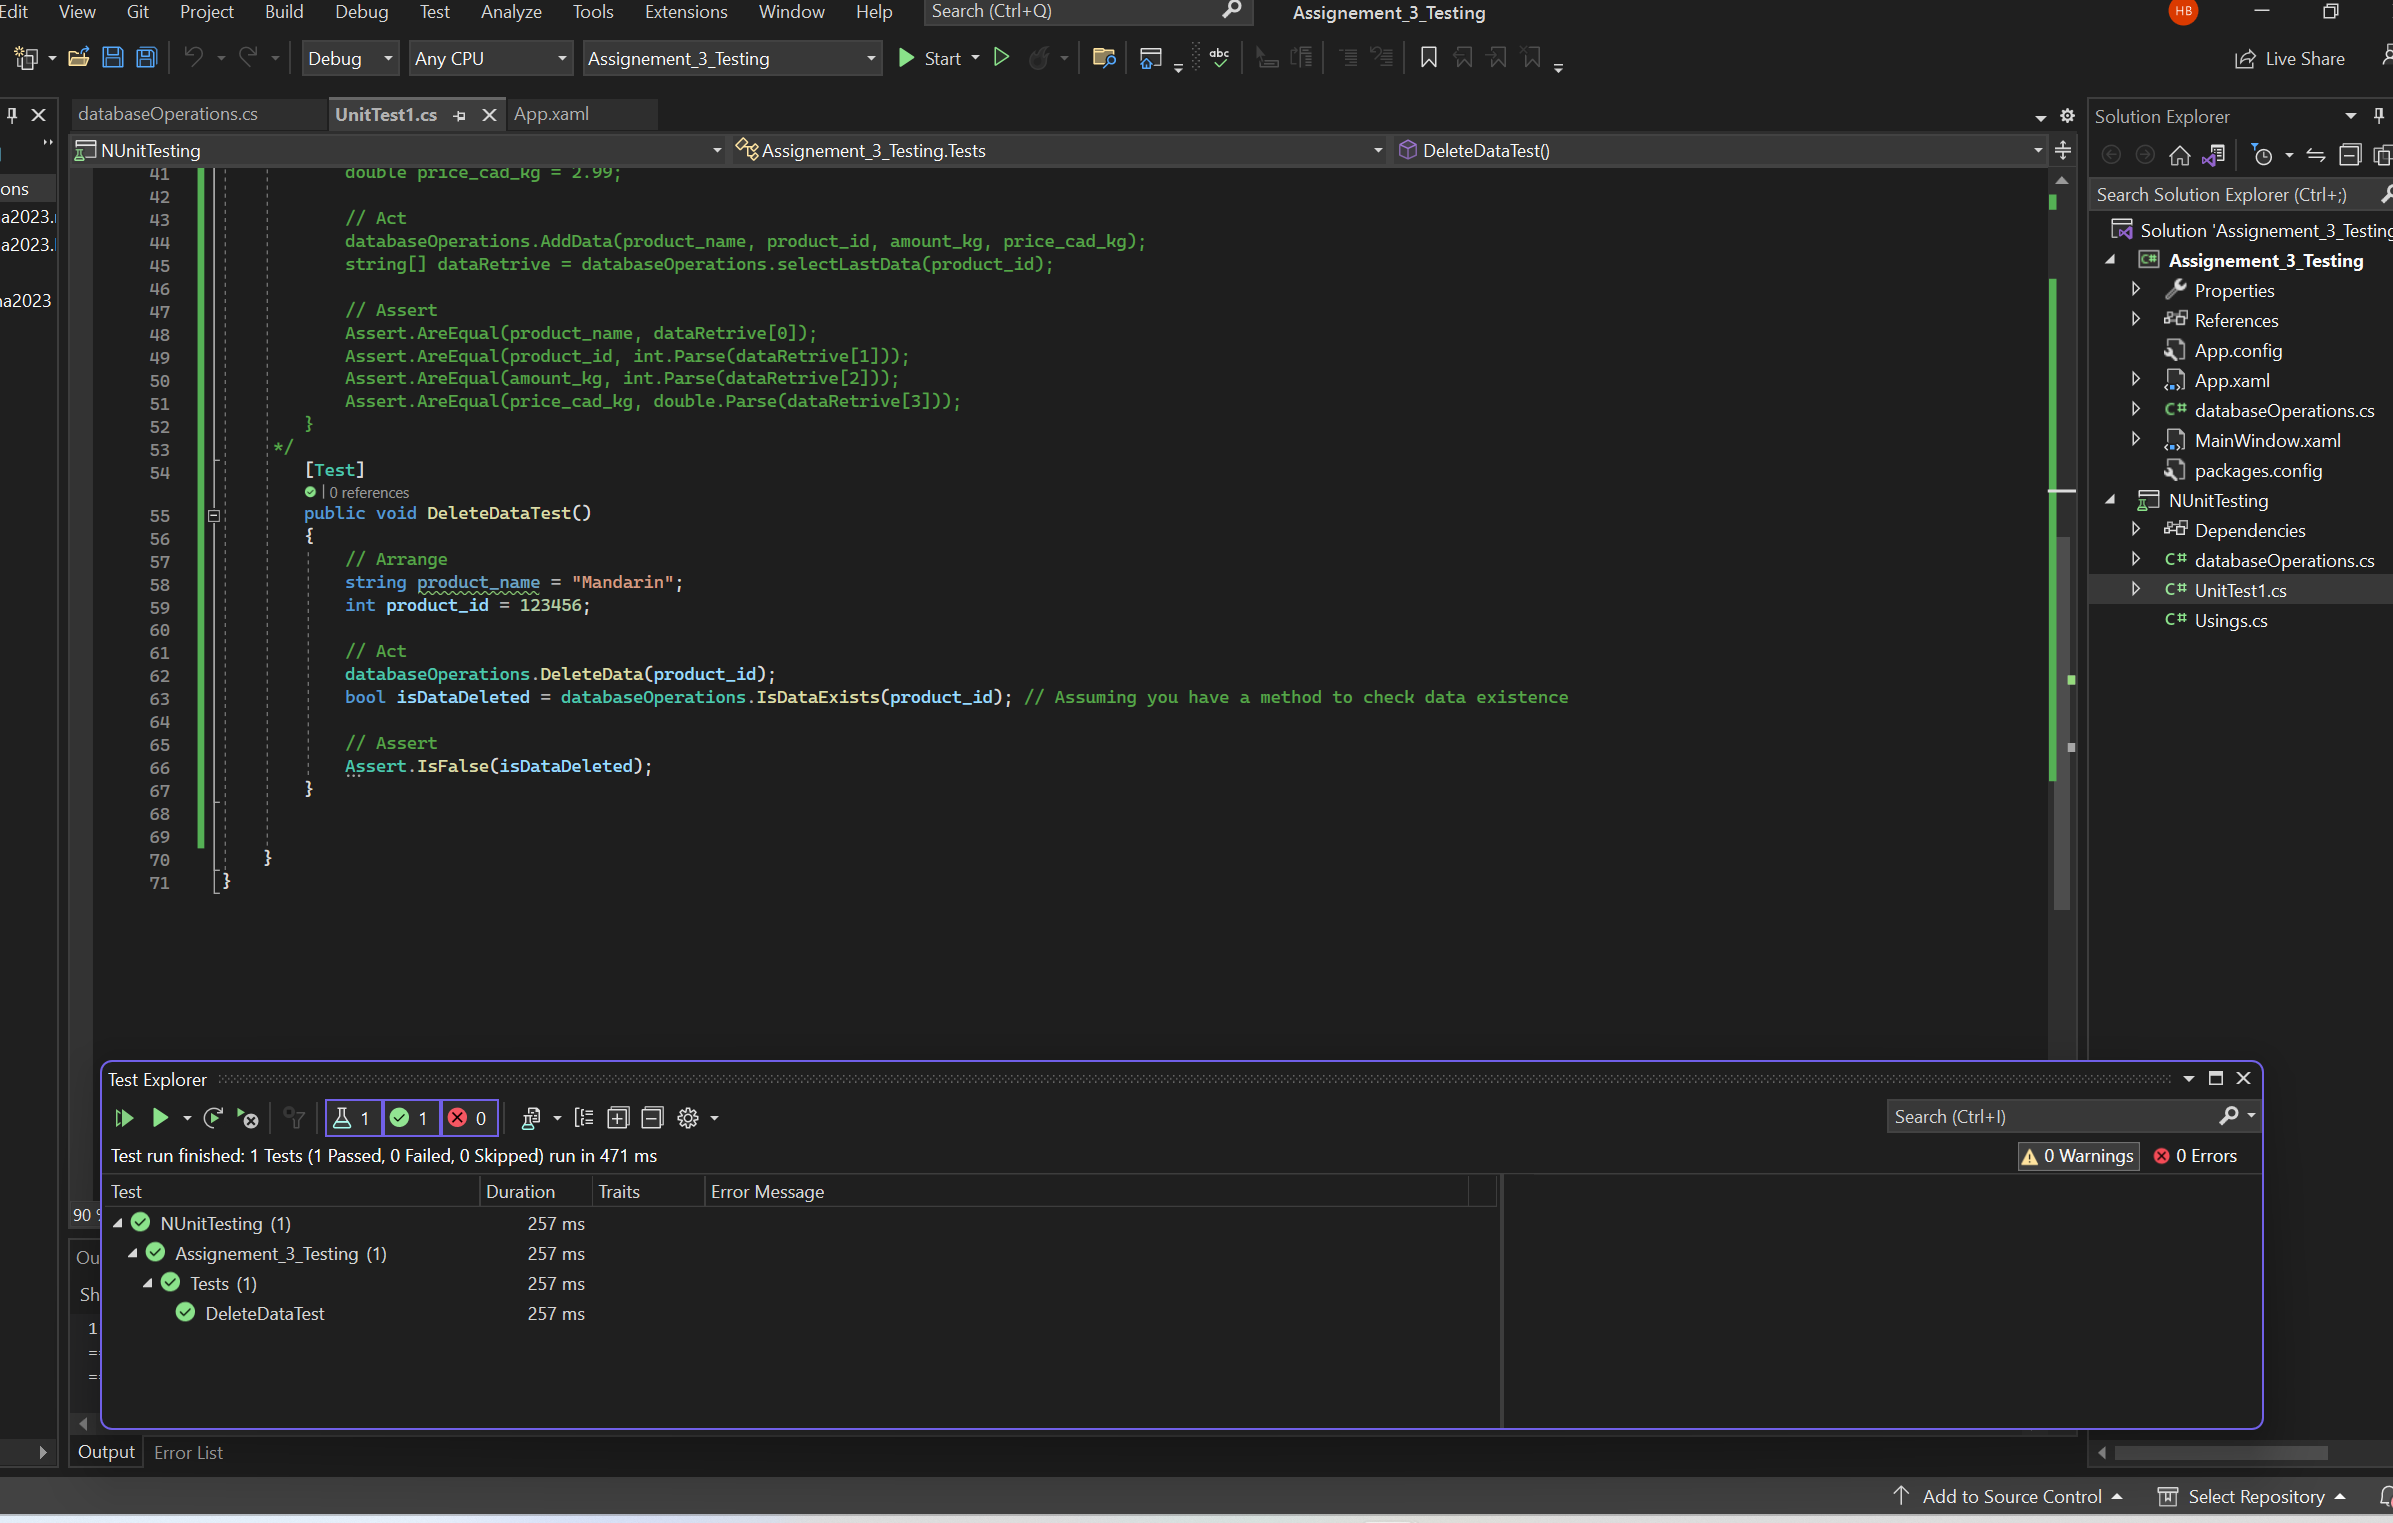 Edit View Git Project Build Debug Test Analyze Tools Extensions Window Help Search (Ctrl+Q) Assignement_3_Testing HB
Debug Any CPU Assignement_3_Testing Start abc Live Share
databaseOperations.cs UnitTest1.cs App.xaml
NUnitTesting Assignement_3_Testing.Tests DeleteDataTest()
41 double price_cad_kg = 2.99;
42
43 // Act
44 databaseOperations.AddData(product_name, product_id, amount_kg, price_cad_kg);
45 string[] dataRetrive = databaseOperations.selectLastData(product_id);
46
47 // Assert
48 Assert.AreEqual(product_name, dataRetrive[0]);
49 Assert.AreEqual(product_id, int.Parse(dataRetrive[1]));
50 Assert.AreEqual(amount_kg, int.Parse(dataRetrive[2]));
51 Assert.AreEqual(price_cad_kg, double.Parse(dataRetrive[3]));
52 }
53 */
54 [Test]
0 references
55 public void DeleteDataTest()
56 {
57 // Arrange
58 string product_name = "Mandarin";
59 int product_id = 123456;
60
61 // Act
62 databaseOperations.DeleteData(product_id);
63 bool isDataDeleted = databaseOperations.IsDataExists(product_id); // Assuming you have a method to check data existence
64
65 // Assert
66 Assert.IsFalse(isDataDeleted);
67 }
68
69
70 }
71 }
ons
a2023.
a2023.
a2023
90 %
Ou
Sh
1
==
==
Solution Explorer
Search Solution Explorer (Ctrl+;)
Solution 'Assignement_3_Testing
Assignement_3_Testing
Properties
References
App.config
App.xaml
C# databaseOperations.cs
MainWindow.xaml
packages.config
NUnitTesting
Dependencies
C# databaseOperations.cs
C# UnitTest1.cs
C# Usings.cs
Test Explorer
1 1 0 Search (Ctrl+I)
Test run finished: 1 Tests (1 Passed, 0 Failed, 0 Skipped) run in 471 ms 0 Warnings 0 Errors
Test Duration Traits Error Message
NUnitTesting (1) 257 ms
Assignement_3_Testing (1) 257 ms
Tests (1) 257 ms
DeleteDataTest 257 ms
Output Error List
Add to Source Control Select Repository